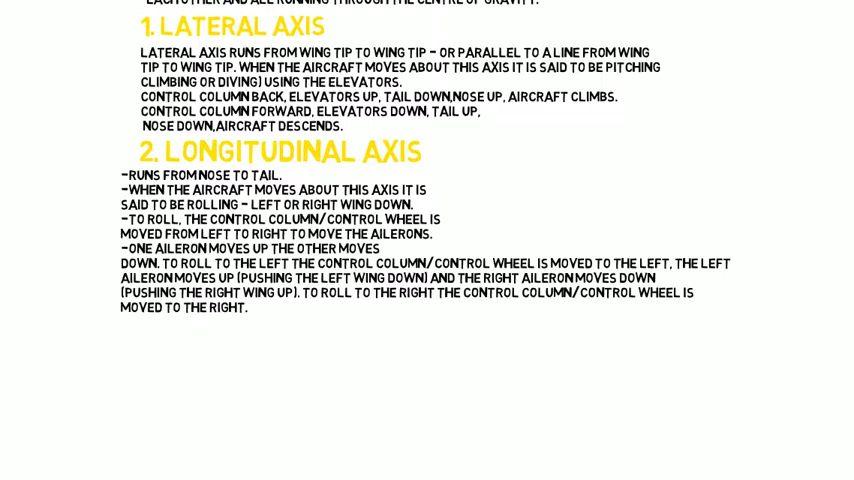 EACH OTHER AND ALL RUNNING THROUGH THE CENTRE OF GRAVITY.
1. LATERAL AXIS
LATERAL AXIS RUNS FROM WING TIP TO WING TIP - OR PARALLEL TO A LINE FROM WING
TIP TO WING TIP. WHEN THE AIRCRAFT MOVES ABOUT THIS AXIS IT IS SAID TO BE PITCHING
CLIMBING OR DIVING) USING THE ELEVATORS.
CONTROL COLUMN BACK, ELEVATORS UP, TAIL DOWN,NOSE UP, AIRCRAFT CLIMBS.
CONTROL COLUMN FORWARD, ELEVATORS DOWN, TAIL UP,
NOSE DOWN,AIRCRAFT DESCENDS.
2. LONGITUDINAL AXIS
-RUNS FROM NOSE TO TAIL.
-WHEN THE AIRCRAFT MOVES ABOUT THIS AXIS IT IS
SAID TO BE ROLLING - LEFT OR RIGHT WING DOWN.
-TO ROLL, THE CONTROL COLUMN/CONTROL WHEEL IS
MOVED FROM LEFT TO RIGHT TO MOVE THE AILERONS.
-ONE AILERON MOVES UP THE OTHER MOVES
DOWN. TO ROLL TO THE LEFT THE CONTROL COLUMN/CONTROL WHEEL IS MOVED TO THE LEFT, THE LEFT
AILERON MOVES UP (PUSHING THE LEFT WING DOWN) AND THE RIGHT AILERON MOVES DOWN
(PUSHING THE RIGHT WING UP). TO ROLL TO THE RIGHT THE CONTROL COLUMN/CONTROL WHEEL IS
MOVED TO THE RIGHT.